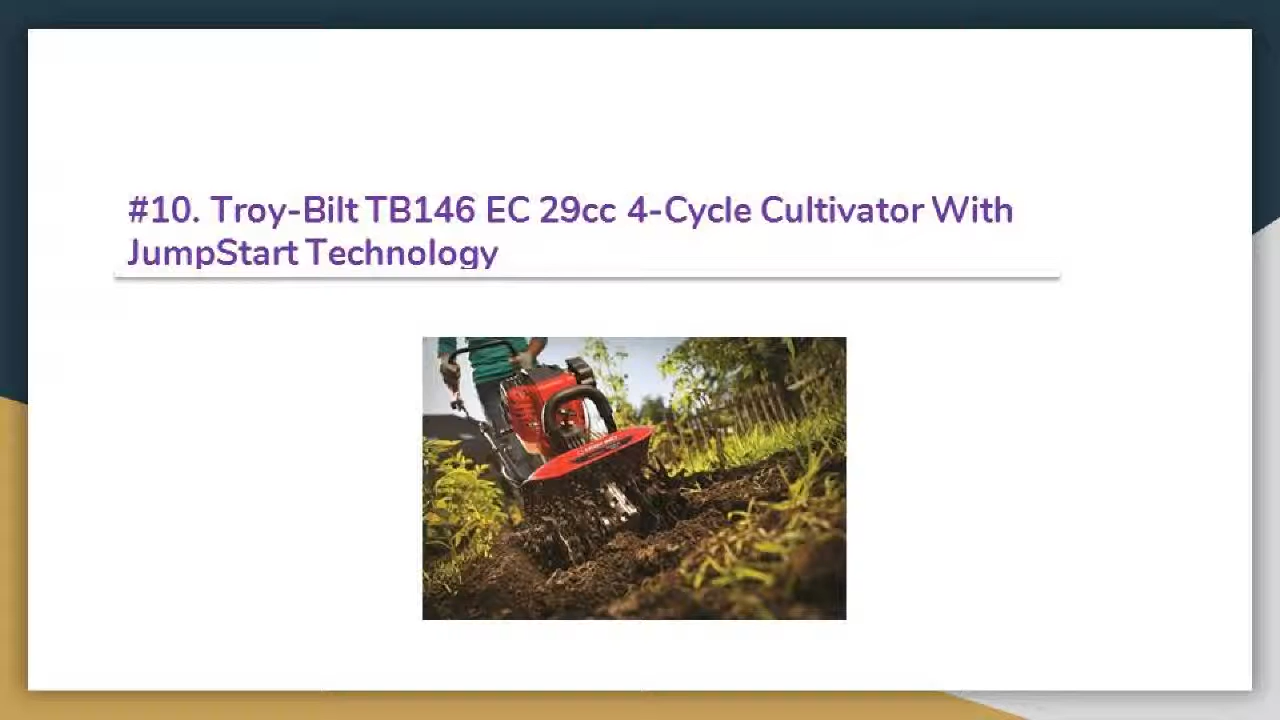 #10. Troy-Bilt TB146 EC 29cc 4-Cycle Cultivator With
JumpStart Technology